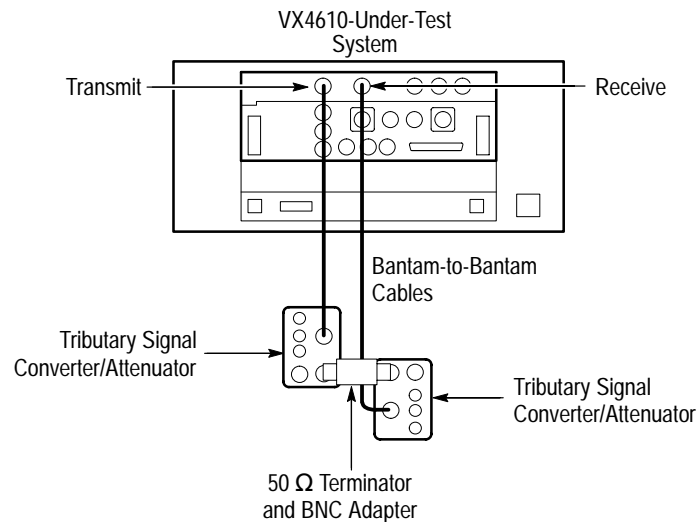 VX4610-Under-Test
System
Transmit
Receive
Bantam-to-Bantam
Cables
Tributary Signal
Converter/Attenuator
Tributary Signal
Converter/Attenuator
50 Ω Terminator
and BNC Adapter